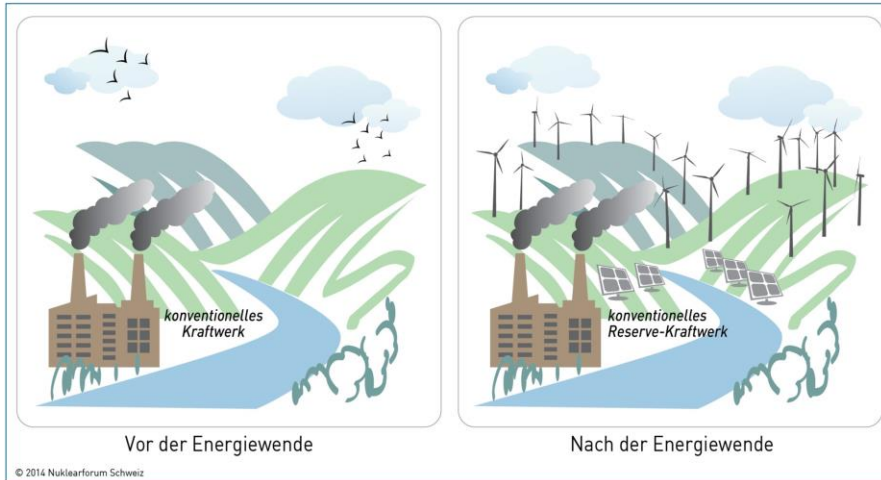 konventionelles
Kraftwerk
Vor der Energiewende
konventionelles
Reserve-Kraftwerk
Nach der Energiewende
© 2014 Nuklearforum Schweiz